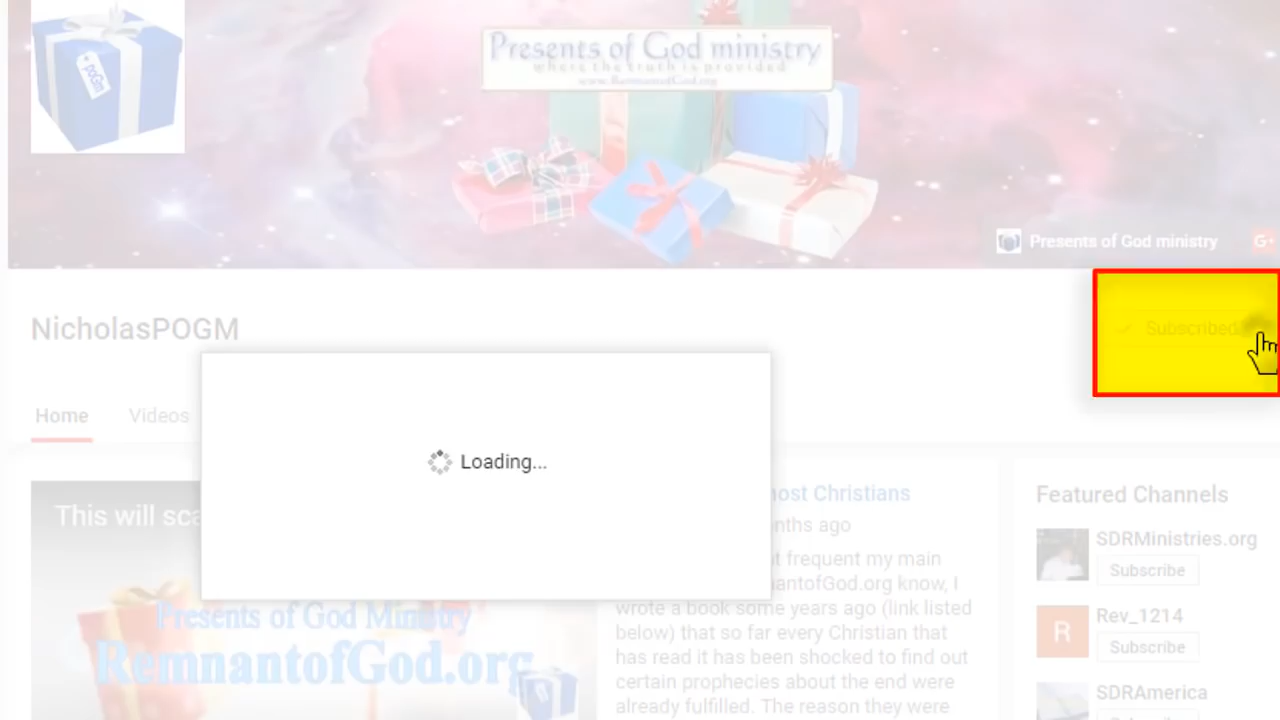 poGm
Presents of God ministry
where the truth is provided
www.RemnantofGod.org
Presents of God ministry
G+
NicholasPOGM
Subscribed
Home
Videos
Loading...
This will sca
Presents of God Ministry
RemnantofGod.org
most Christians
nths ago
t frequent my main
nantofGod.org know, I
wrote a book some years ago (link listed
below) that so far every Christian that
has read it has been shocked to find out
certain prophecies about the end were
already fulfilled. The reason they were
Featured Channels
SDRMinistries.org
Subscribe
R
Rev_1214
Subscribe
SDRAmerica